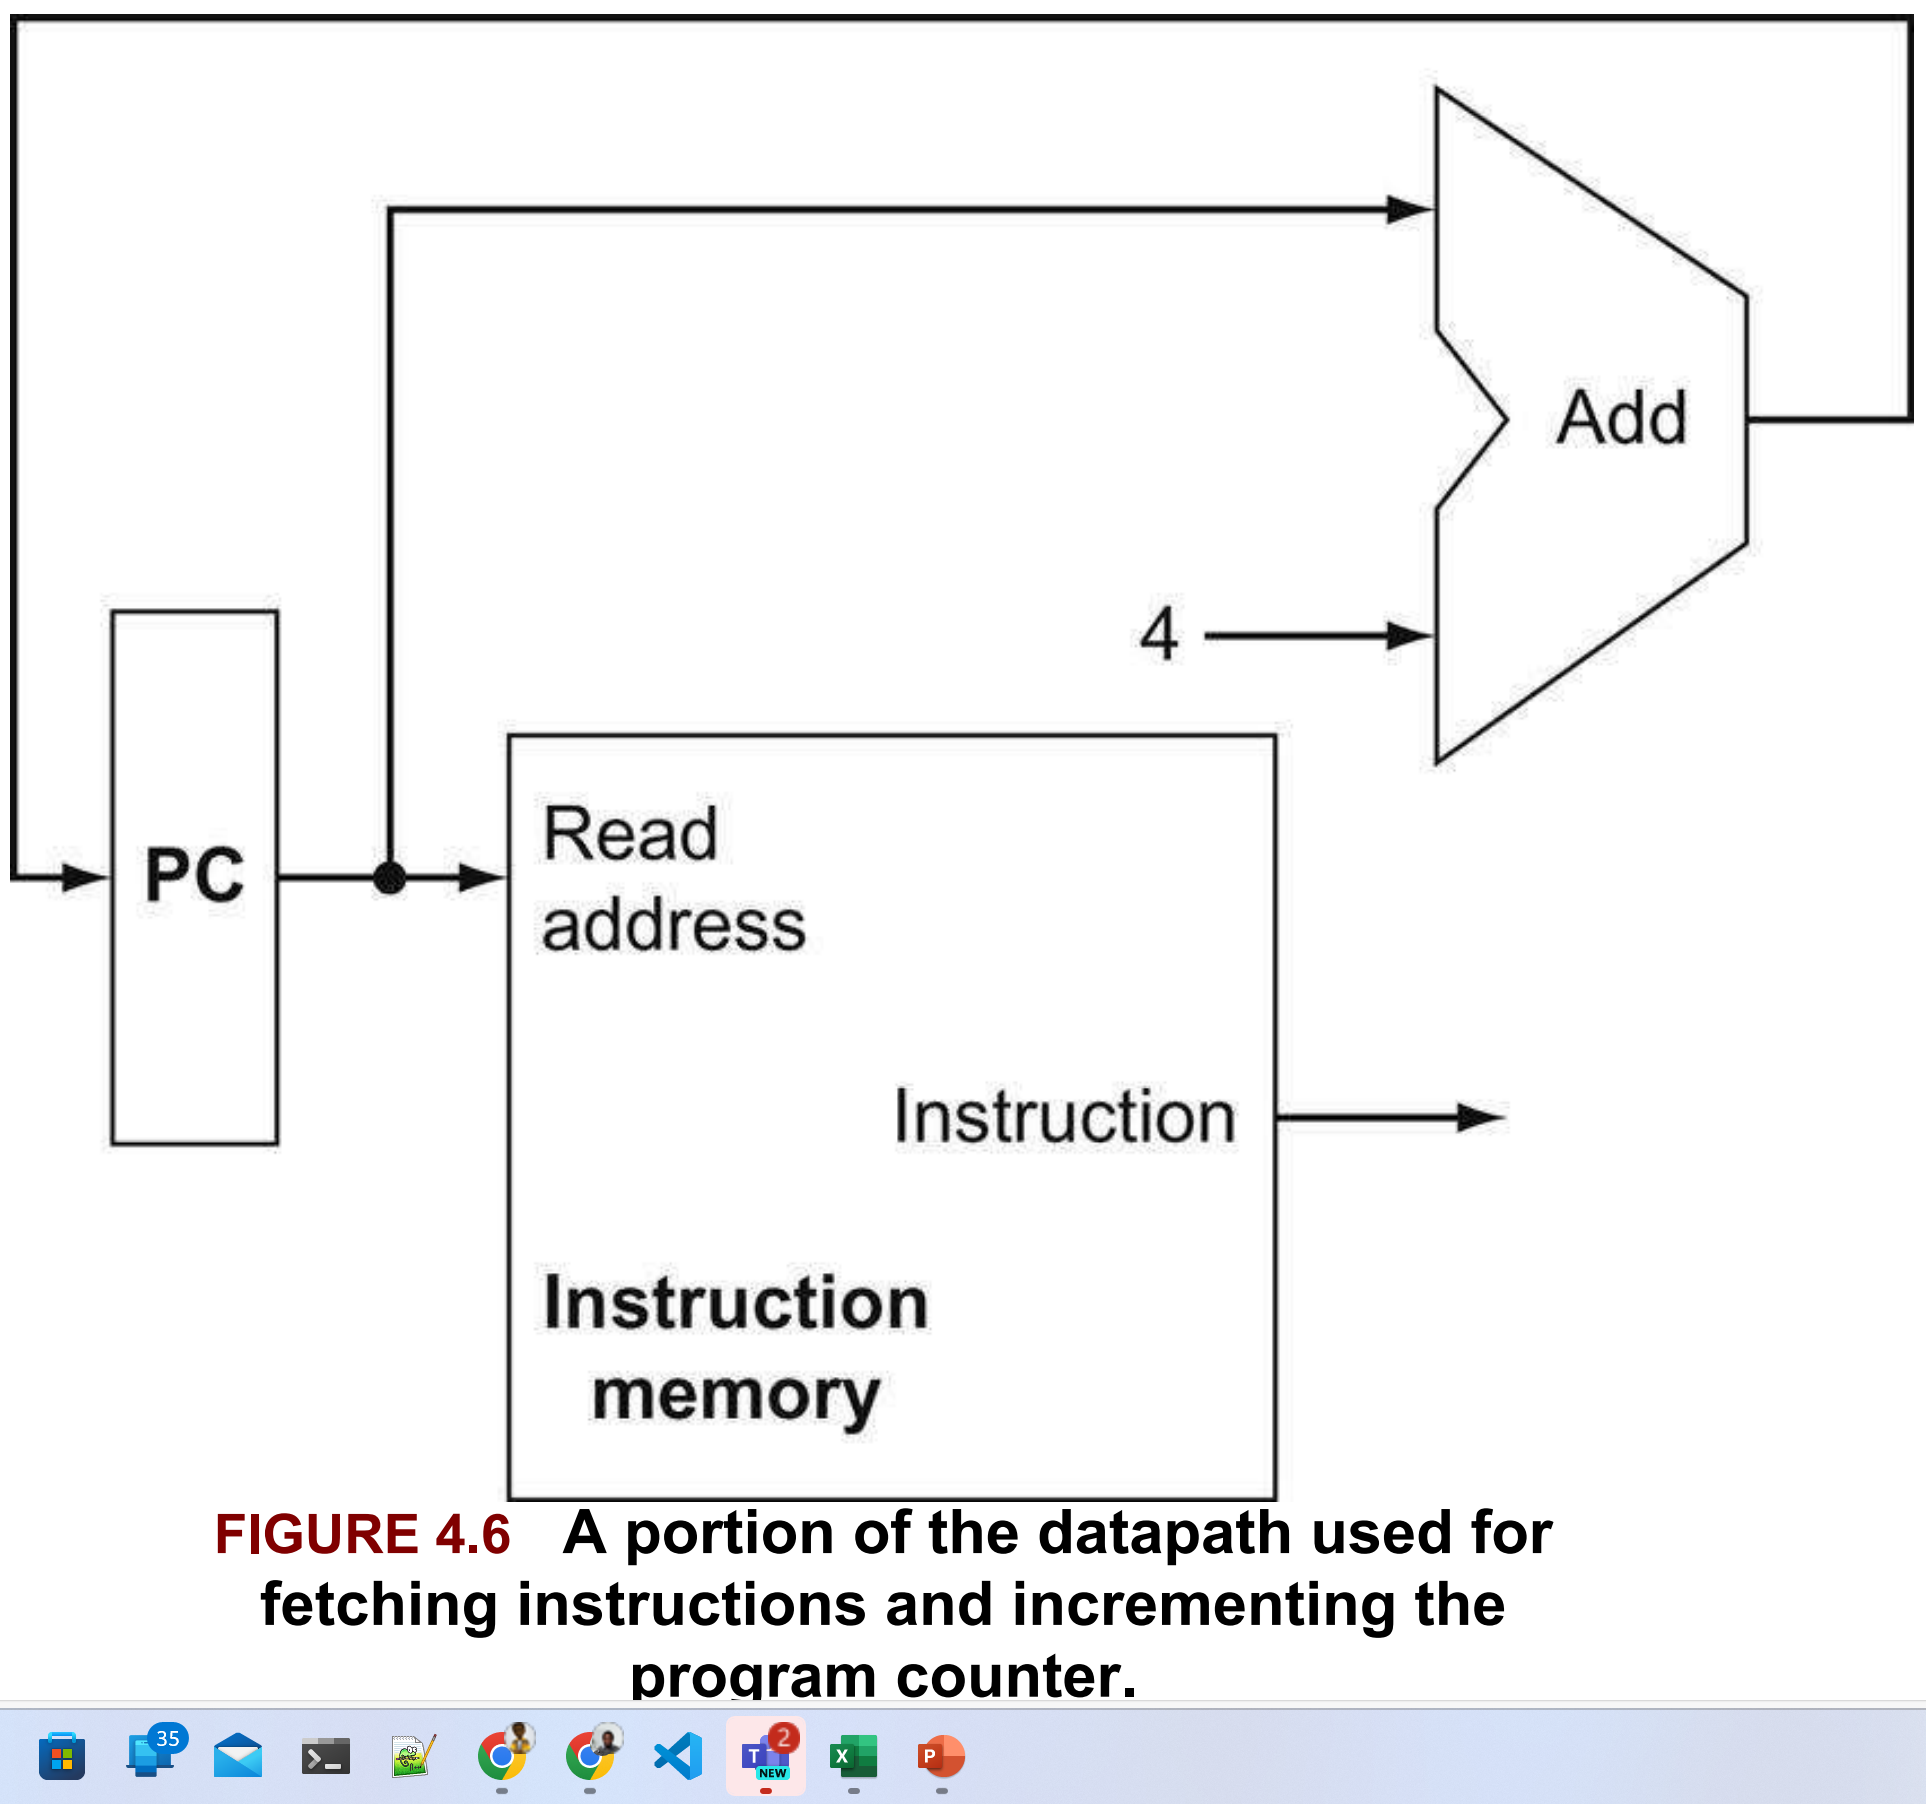 Add
4
PC
Read
address
Instruction
Instruction
memory
FIGURE 4.6 A portion of the datapath used for
fetching instructions and incrementing the
program counter.
35
T
2
NEW
X
P